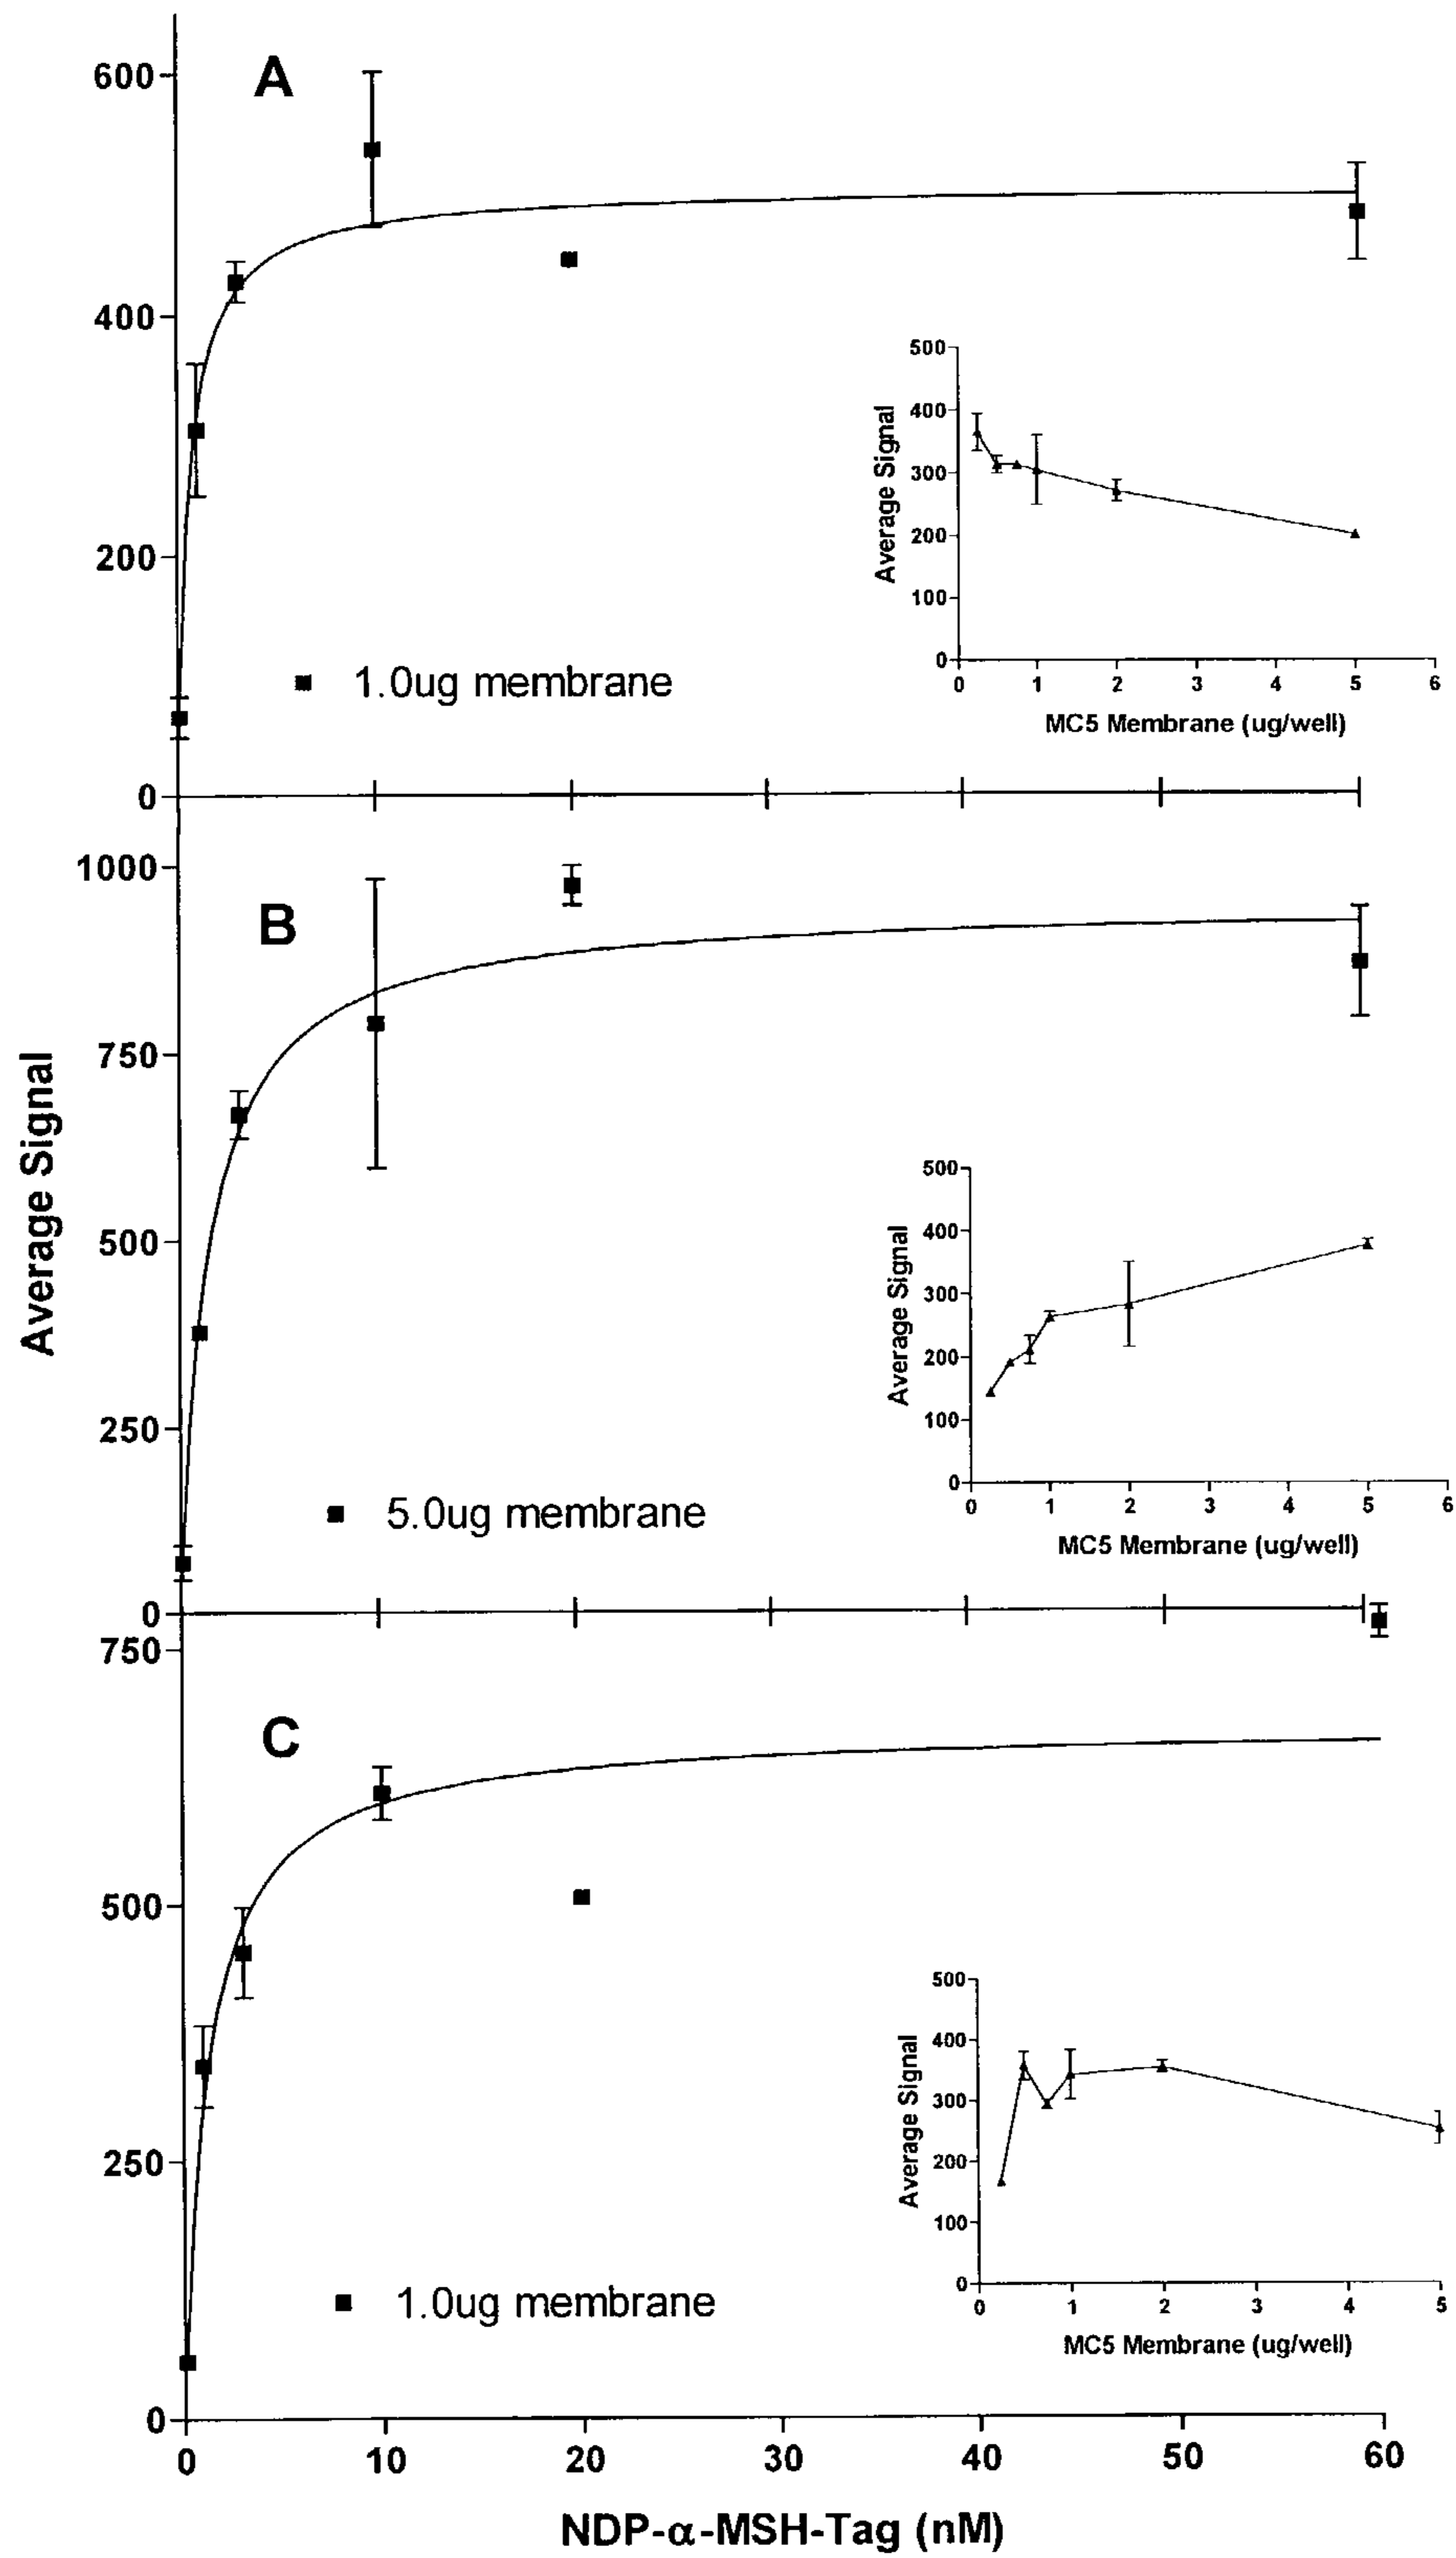 A
600
400
200
0
1.0ug membrane
Average Signal
500
400
300
200
100
0
0 1 2 3 4 5 6
MC5 Membrane (ug/well)
B
1000
750
500
250
0
5.0ug membrane
Average Signal
500
400
300
200
100
0
0 1 2 3 4 5 6
MC5 Membrane (ug/well)
Average Signal
C
750
500
250
0
1.0ug membrane
Average Signal
500
400
300
200
100
0
0 1 2 3 4 5
MC5 Membrane (ug/well)
0 10 20 30 40 50 60
NDP-α-MSH-Tag (nM)